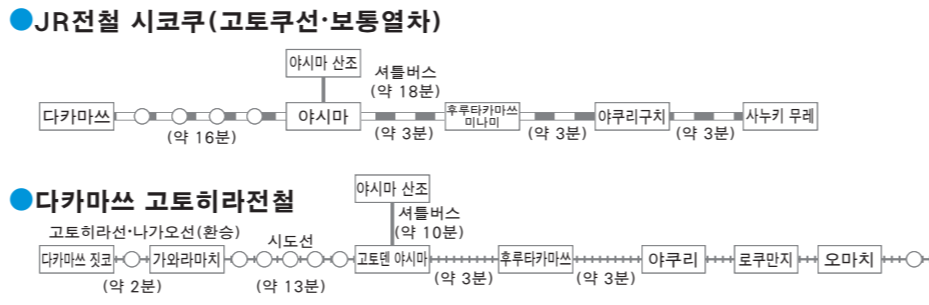 ●JR전철 시코쿠(고토쿠선·보통열차)
야시마 산조
셔틀버스
(약 18분)
다카마쓰
야시마
후루타카마쓰
미나미
야쿠리구치
사누키 무레
(약 16분)
(약 3분)
(약 3분)
(약 3분)
●다카마쓰 고토히라전철
야시마 산조
셔틀버스
(약 10분)
고토히라선·나가오선(환승)
시도선
다카마쓰 칫코
가와라마치
고토덴 야시마
후루타카마쓰
야쿠리
로쿠만지
오마치
(약 2분)
(약 13분)
(약 3분)
(약 3분)